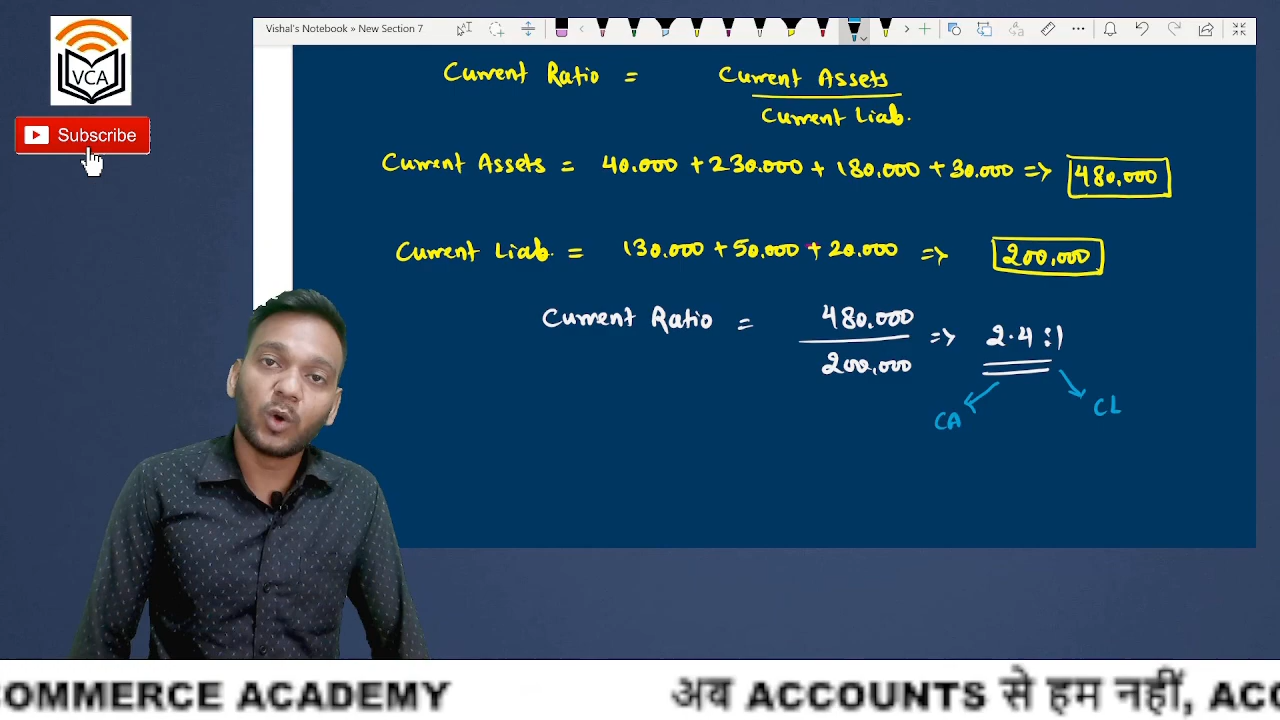 Vishal's Notebook » New Section 7
VCA
Subscribe
Current Ratio = Current Assets
Current Liab.
Current Assets = 40.000 + 230.000 + 180.000 + 30.000 => 480,000
Current Liab. = 130.000 + 50.000 + 20.000 => 200.000
Current Ratio = 480.000 => 2.4 : 1
200,000
CA CL
COMMERCE ACADEMY अब ACCOUNTS से हम नहीं, ACC